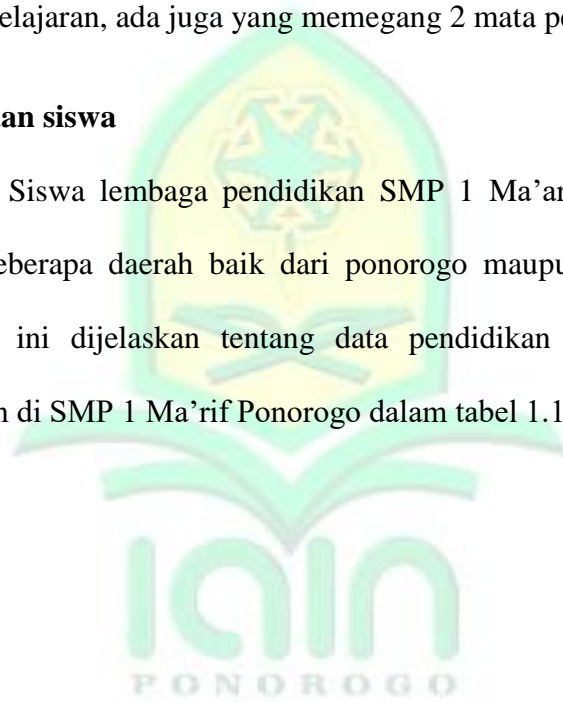 elajaran, ada juga yang memegang 2 mata pe
an siswa
Siswa lembaga pendidikan SMP 1 Ma’ar
eberapa daerah baik dari ponorogo maupu
ini dijelaskan tentang data pendidikan
n di SMP 1 Ma’rif Ponorogo dalam tabel 1.1
iain
PONOROGO